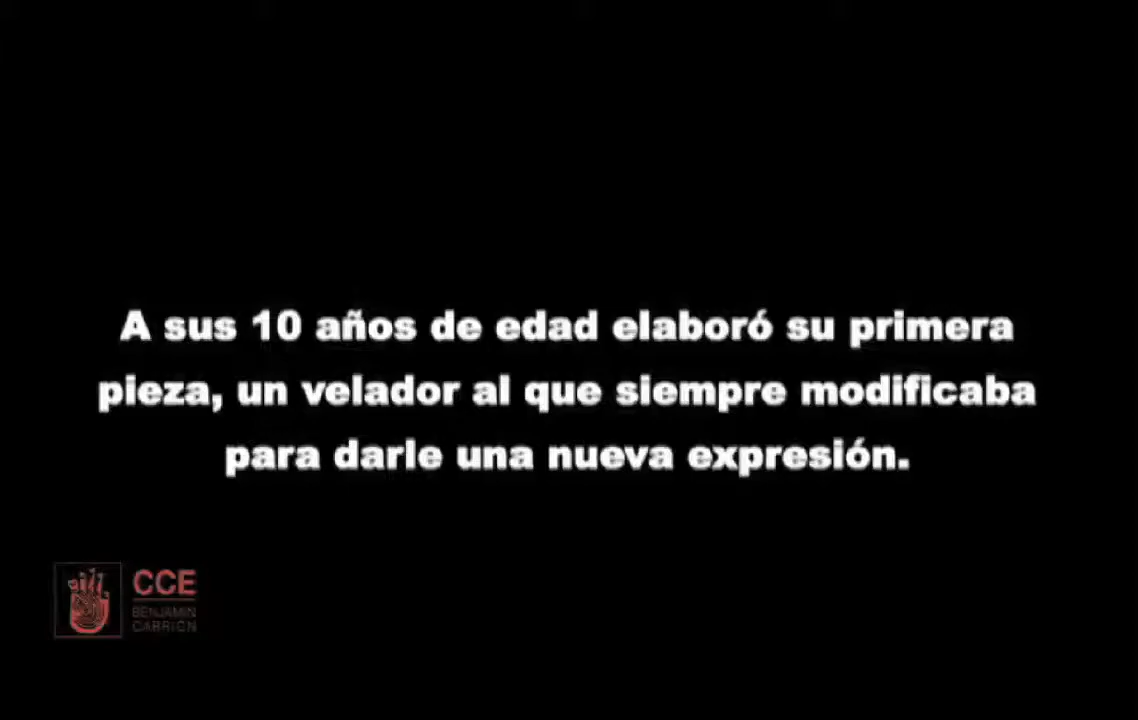 A sus 10 años de edad elaboró su primera
pieza, un velador al que siempre modificaba
para darle una nueva expresión.
CCE
BENJAMIN
CARRION